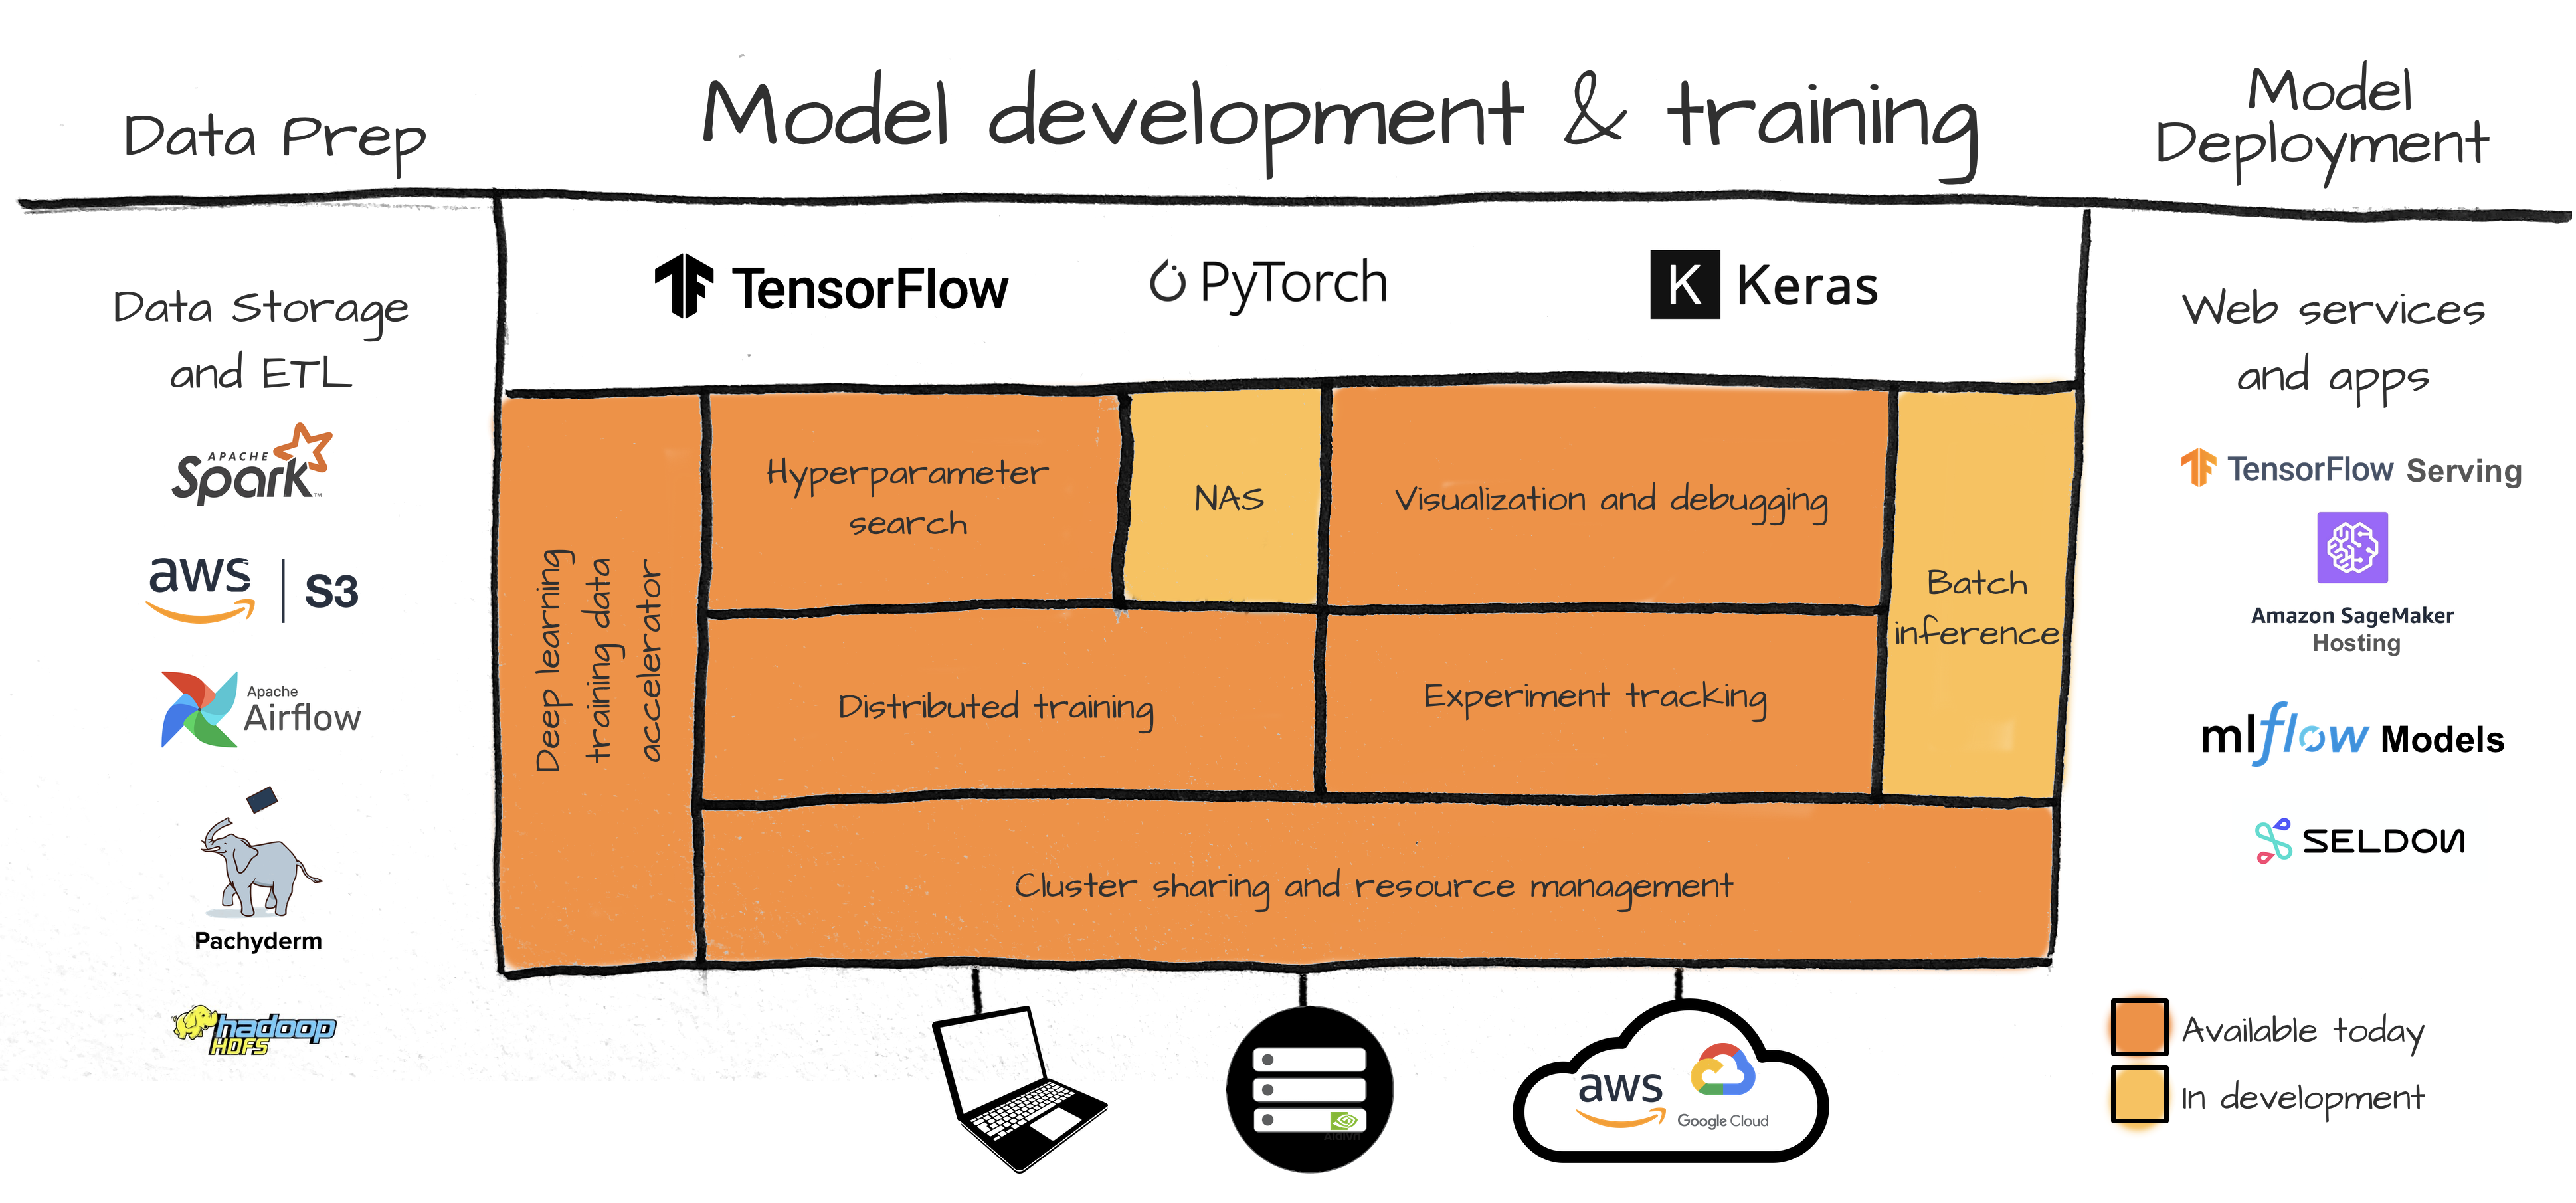 Data Prep
Model development & training
Model
Deployment
Data Storage
and ETL
APACHE
Spark™
aws | S3
Apache
Airflow
Pachyderm
hadoop
HDFS
TensorFlow
PyTorch
K Keras
Deep learning
training data
accelerator
Hyperparameter
search
NAS
Visualization and debugging
Batch
inference
Distributed training
Experiment tracking
Cluster sharing and resource management
aws
Google Cloud
Web services
and apps
TensorFlow Serving
Amazon SageMaker
Hosting
mlflow Models
SELDON
Available today
In development